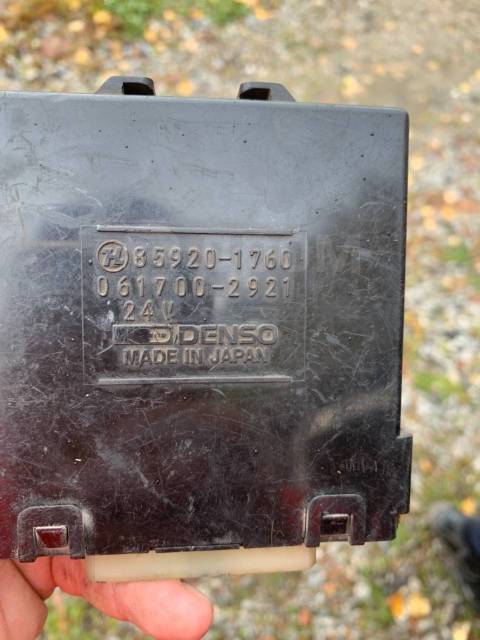 85920-1760
061700-2921
24V
DENSO
MADE IN JAPAN